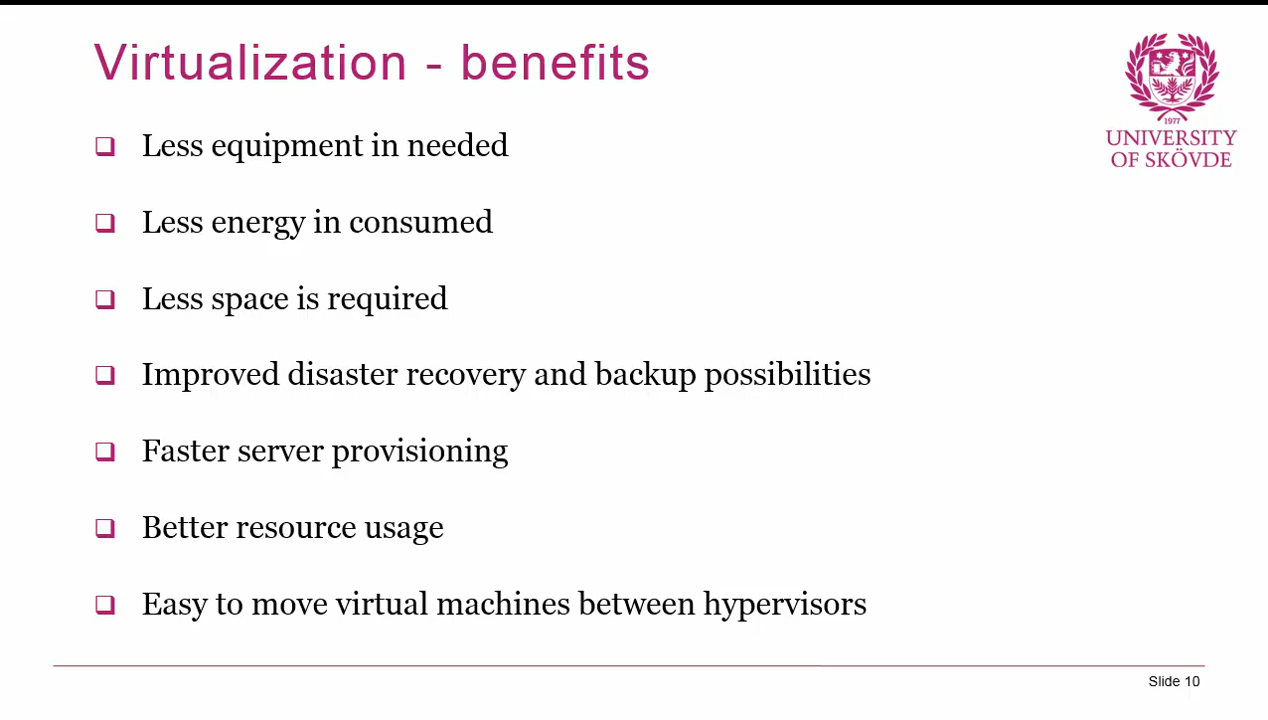 Virtualization - benefits
1977
UNIVERSITY
OF SKÖVDE
Less equipment in needed
Less energy in consumed
Less space is required
Improved disaster recovery and backup possibilities
Faster server provisioning
Better resource usage
Easy to move virtual machines between hypervisors
Slide 10